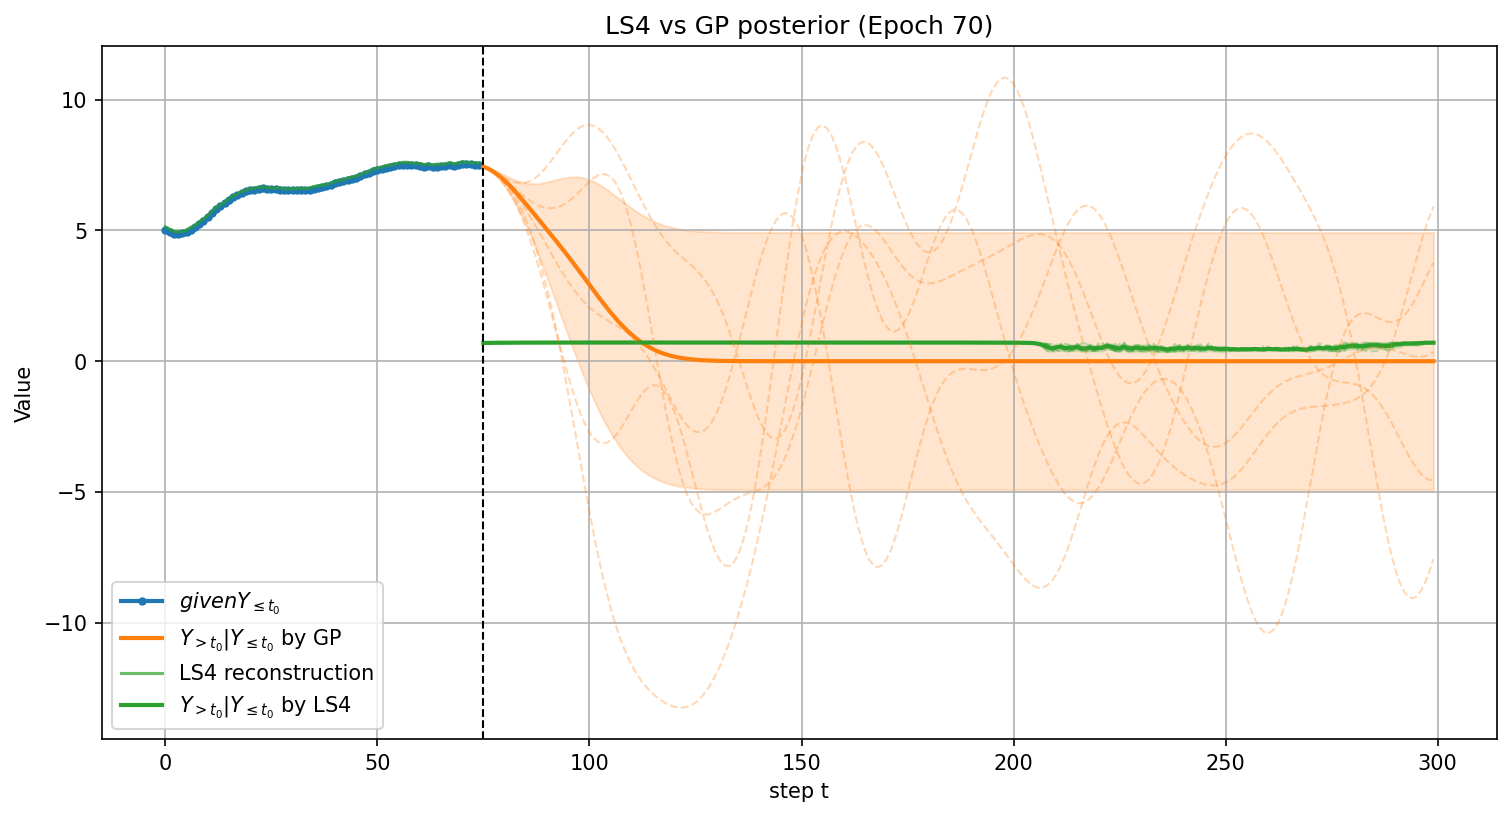 LS4 vs GP posterior (Epoch 70)
Value
10
5
0
−5
−10
givenY≤t₀
Y>t₀|Y≤t₀ by GP
LS4 reconstruction
Y>t₀|Y≤t₀ by LS4
0 50 100 150 200 250 300
step t